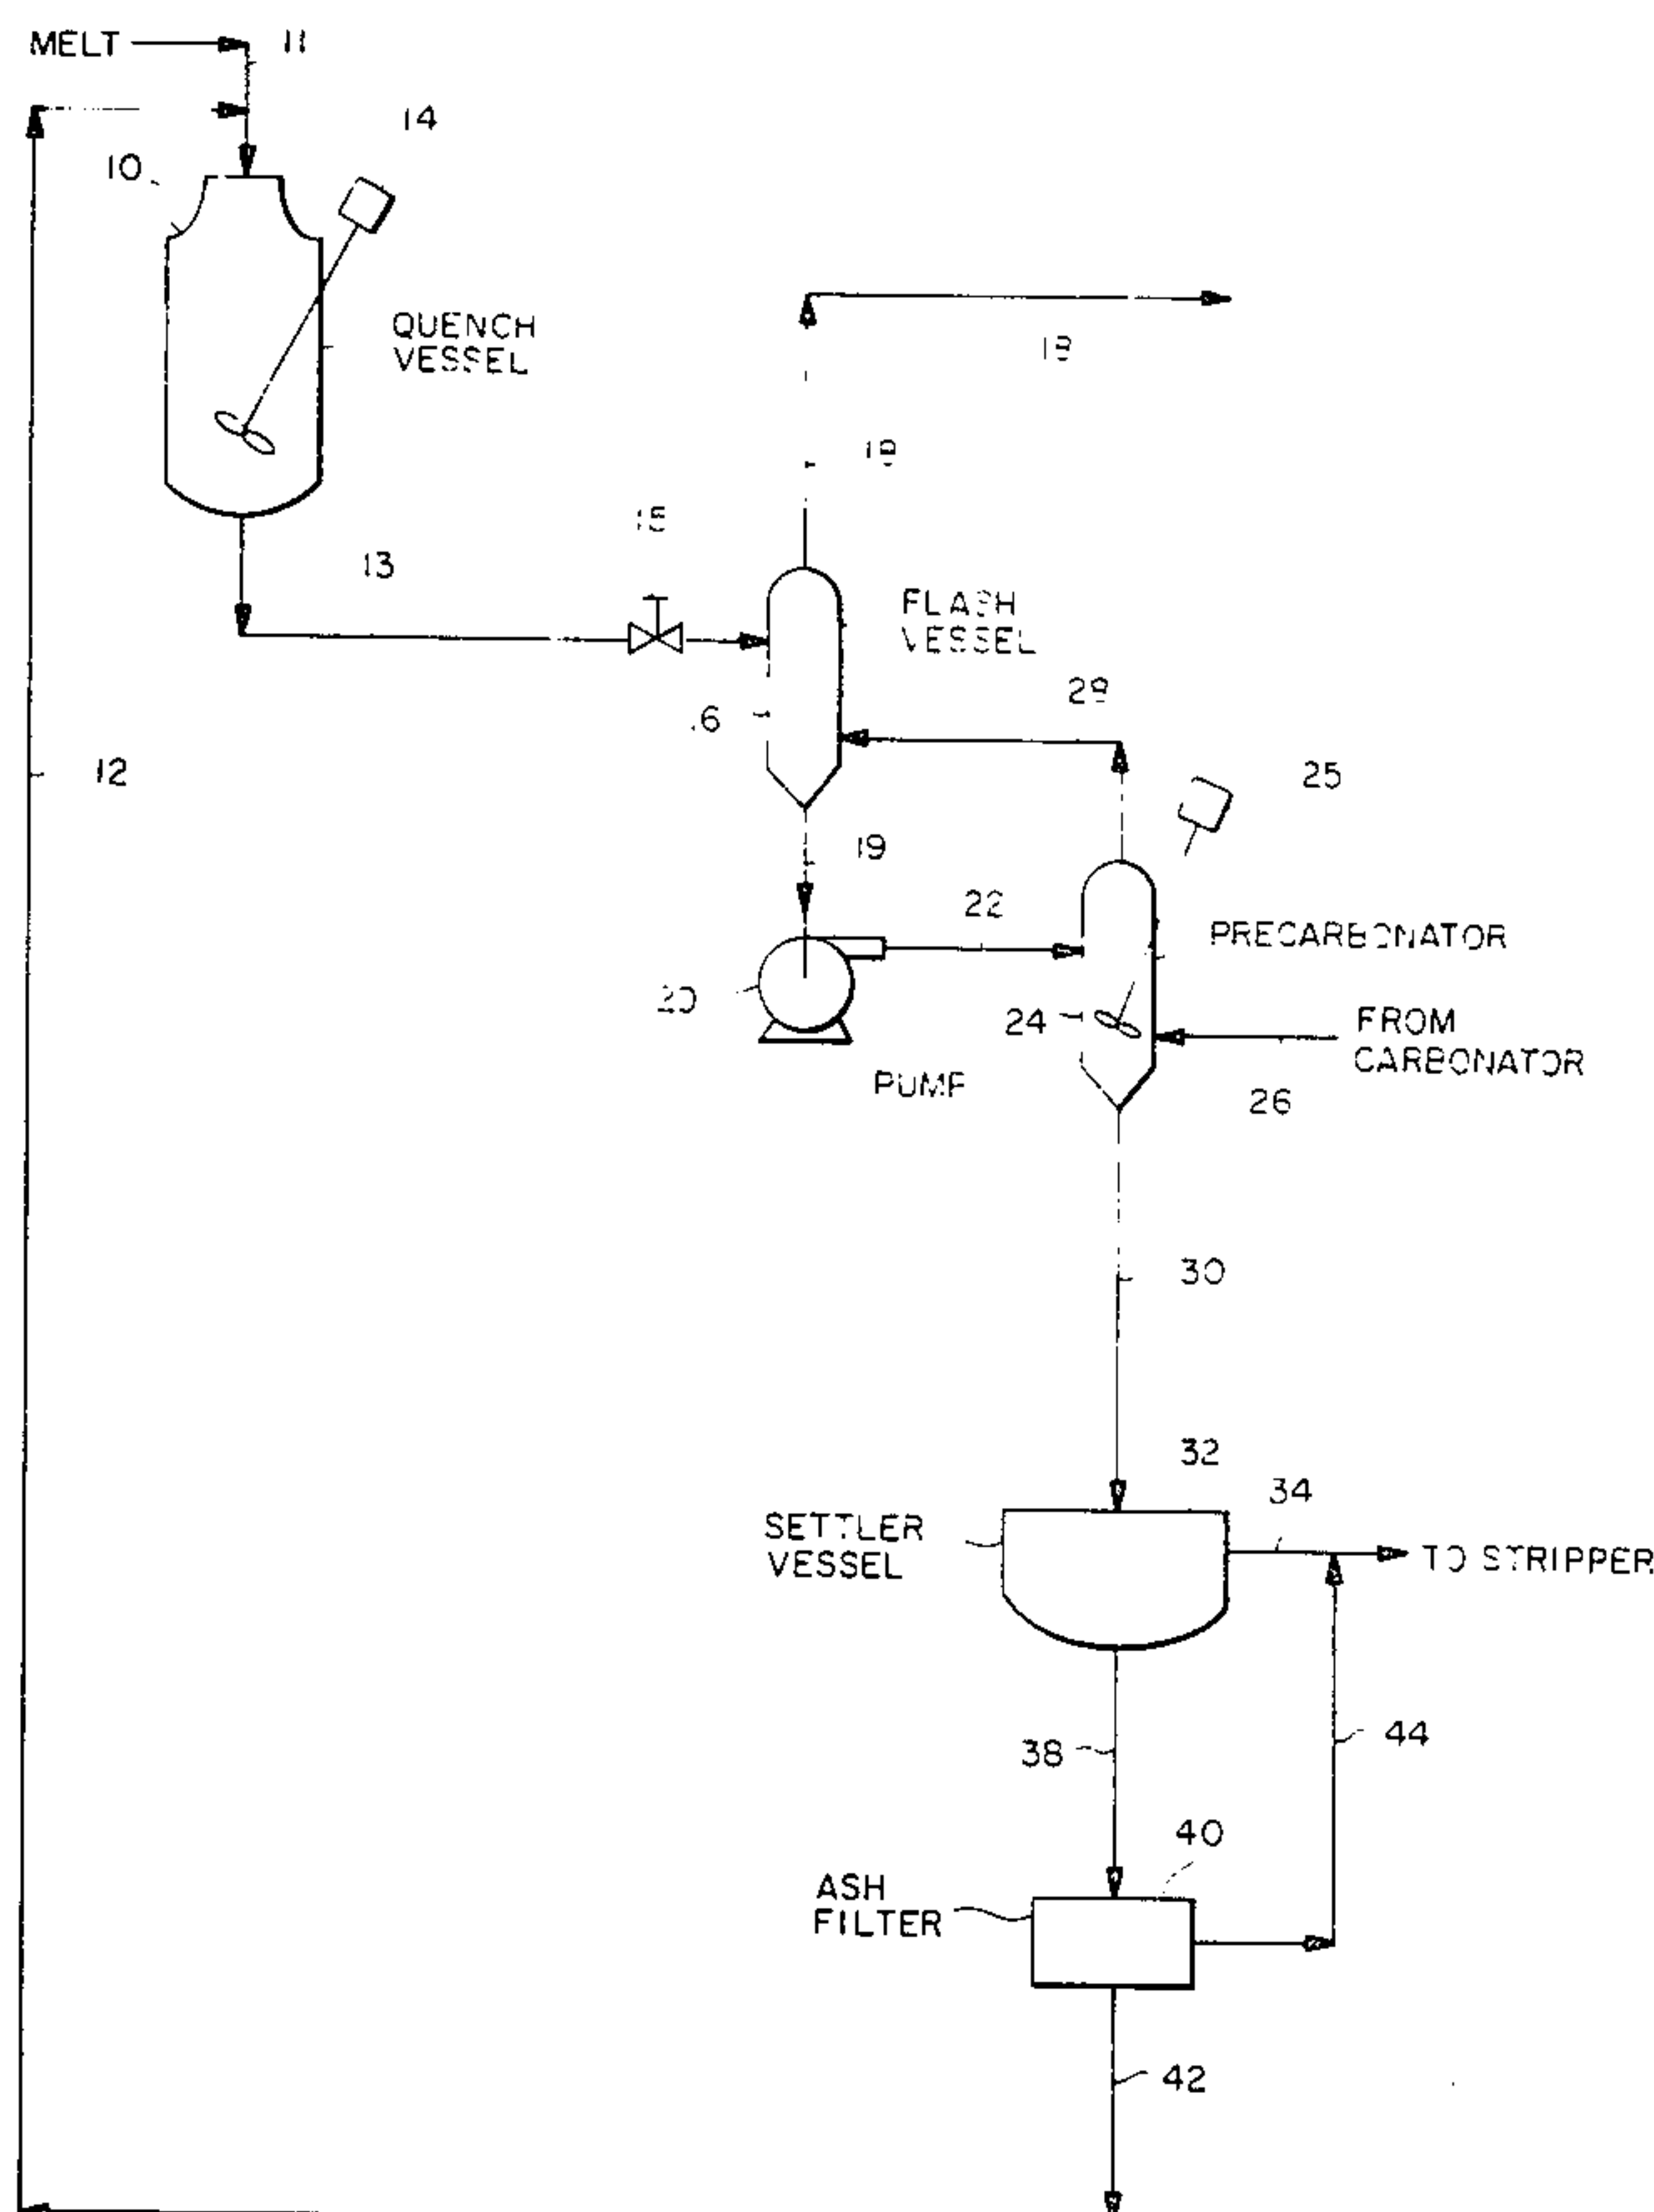 MELT
11
14
10
QUENCH
VESSEL
18
18
15
13
FLASH
VESSEL
28
16
12
25
19
22
PRECARBONATOR
20
24
FROM
CARBONATOR
PUMP
26
30
32
34
SETTLER
VESSEL
TO STRIPPER
38
44
40
ASH
FILTER
42